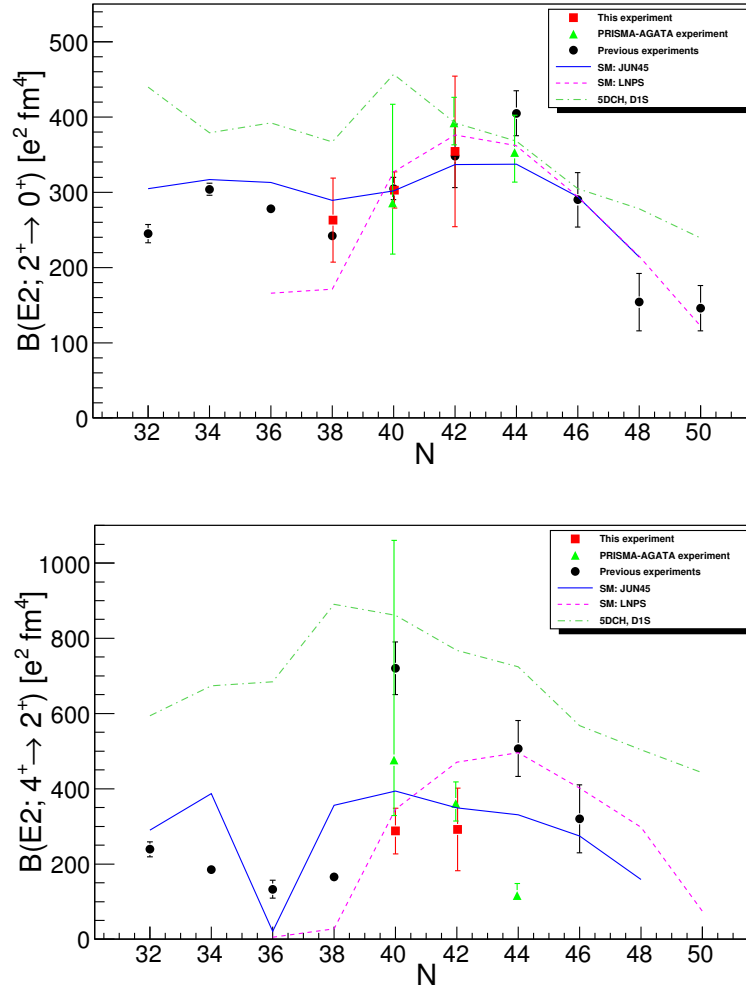 B(E2; 2⁺→ 0⁺) [e² fm⁴]
500
400
300
200
100
0
This experiment
PRISMA-AGATA experiment
Previous experiments
SM: JUN45
SM: LNPS
5DCH, D1S
32 34 36 38 40 42 44 46 48 50
N
B(E2; 4⁺→ 2⁺) [e² fm⁴]
1000
800
600
400
200
0
This experiment
PRISMA-AGATA experiment
Previous experiments
SM: JUN45
SM: LNPS
5DCH, D1S
32 34 36 38 40 42 44 46 48 50
N